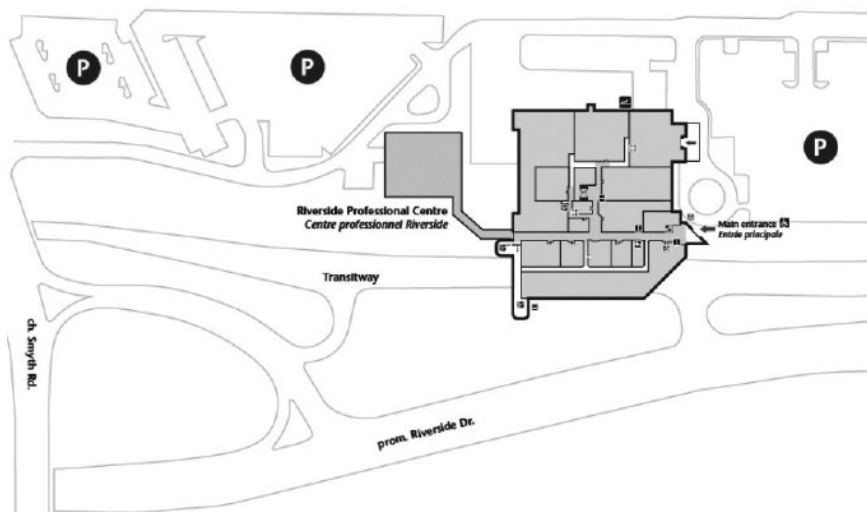 P
P
P
Riverside Professional Centre
Centre professionnel Riverside
Main entrance
Entrée principale
Transitway
ch. Smyth Rd.
prom. Riverside Dr.